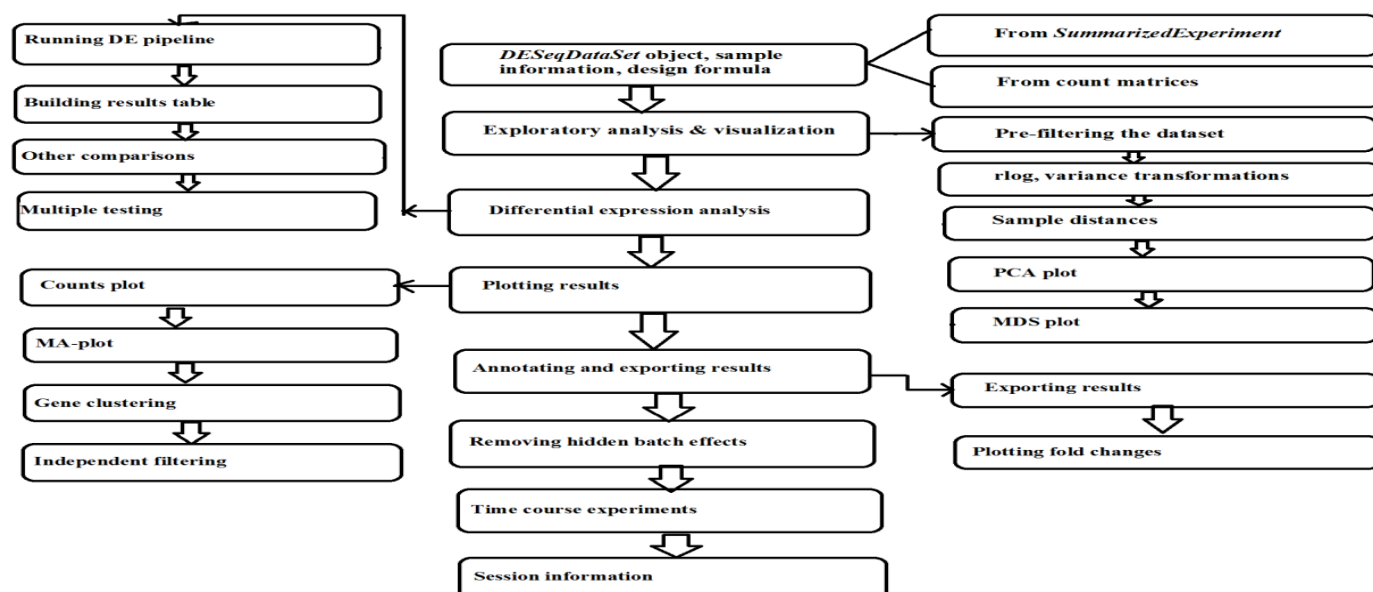 Running DE pipeline
Building results table
Other comparisons
Multiple testing
Counts plot
MA-plot
Gene clustering
Independent filtering
DESeqDataSet object, sample
information, design formula
Exploratory analysis & visualization
Differential expression analysis
Plotting results
Annotating and exporting results
Removing hidden batch effects
Time course experiments
Session information
From SummarizedExperiment
From count matrices
Pre-filtering the dataset
rlog, variance transformations
Sample distances
PCA plot
MDS plot
Exporting results
Plotting fold changes